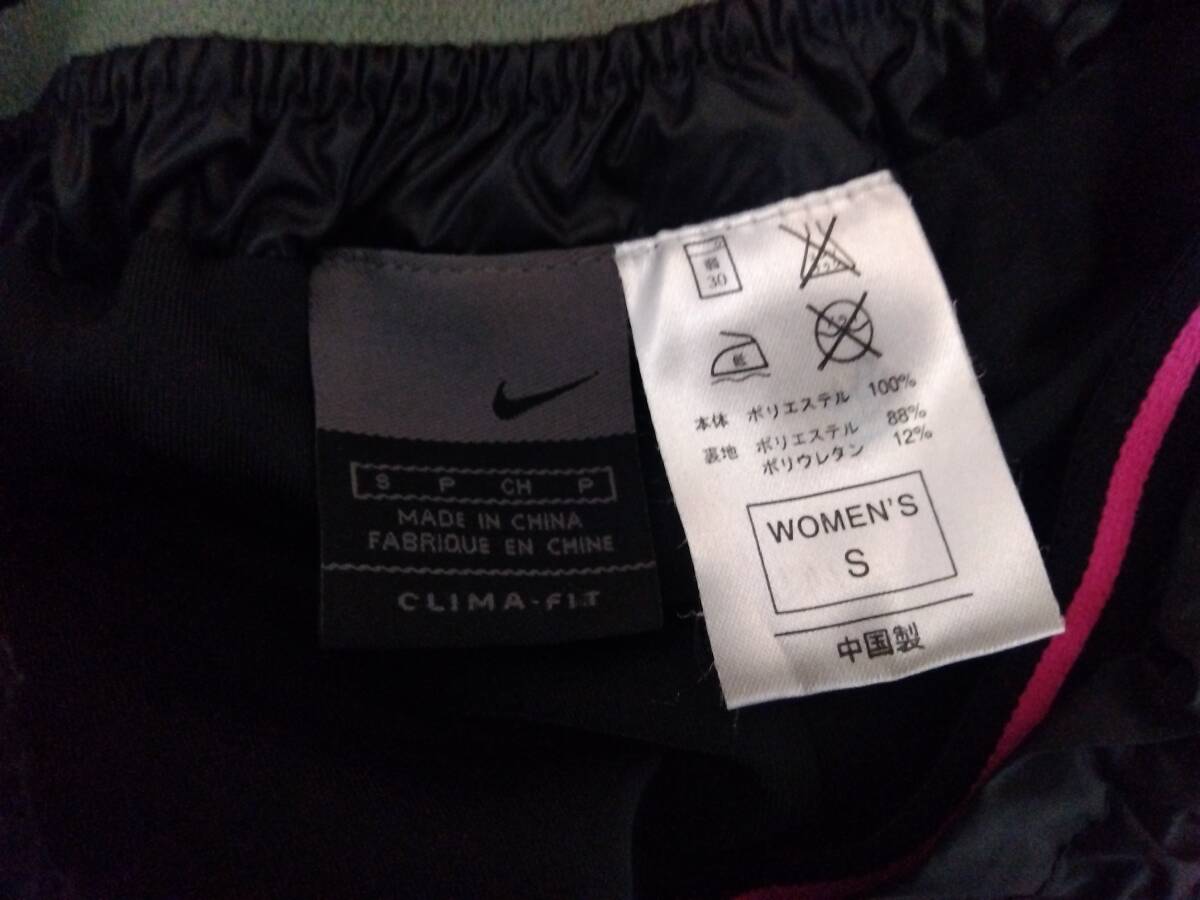 S P CH P
MADE IN CHINA
FABRIQUE EN CHINE
CLIMA-FIT
弱
30
低
本体 ポリエステル 100%
裏地 ポリエステル 88%
ポリウレタン 12%
WOMEN'S
S
中国製